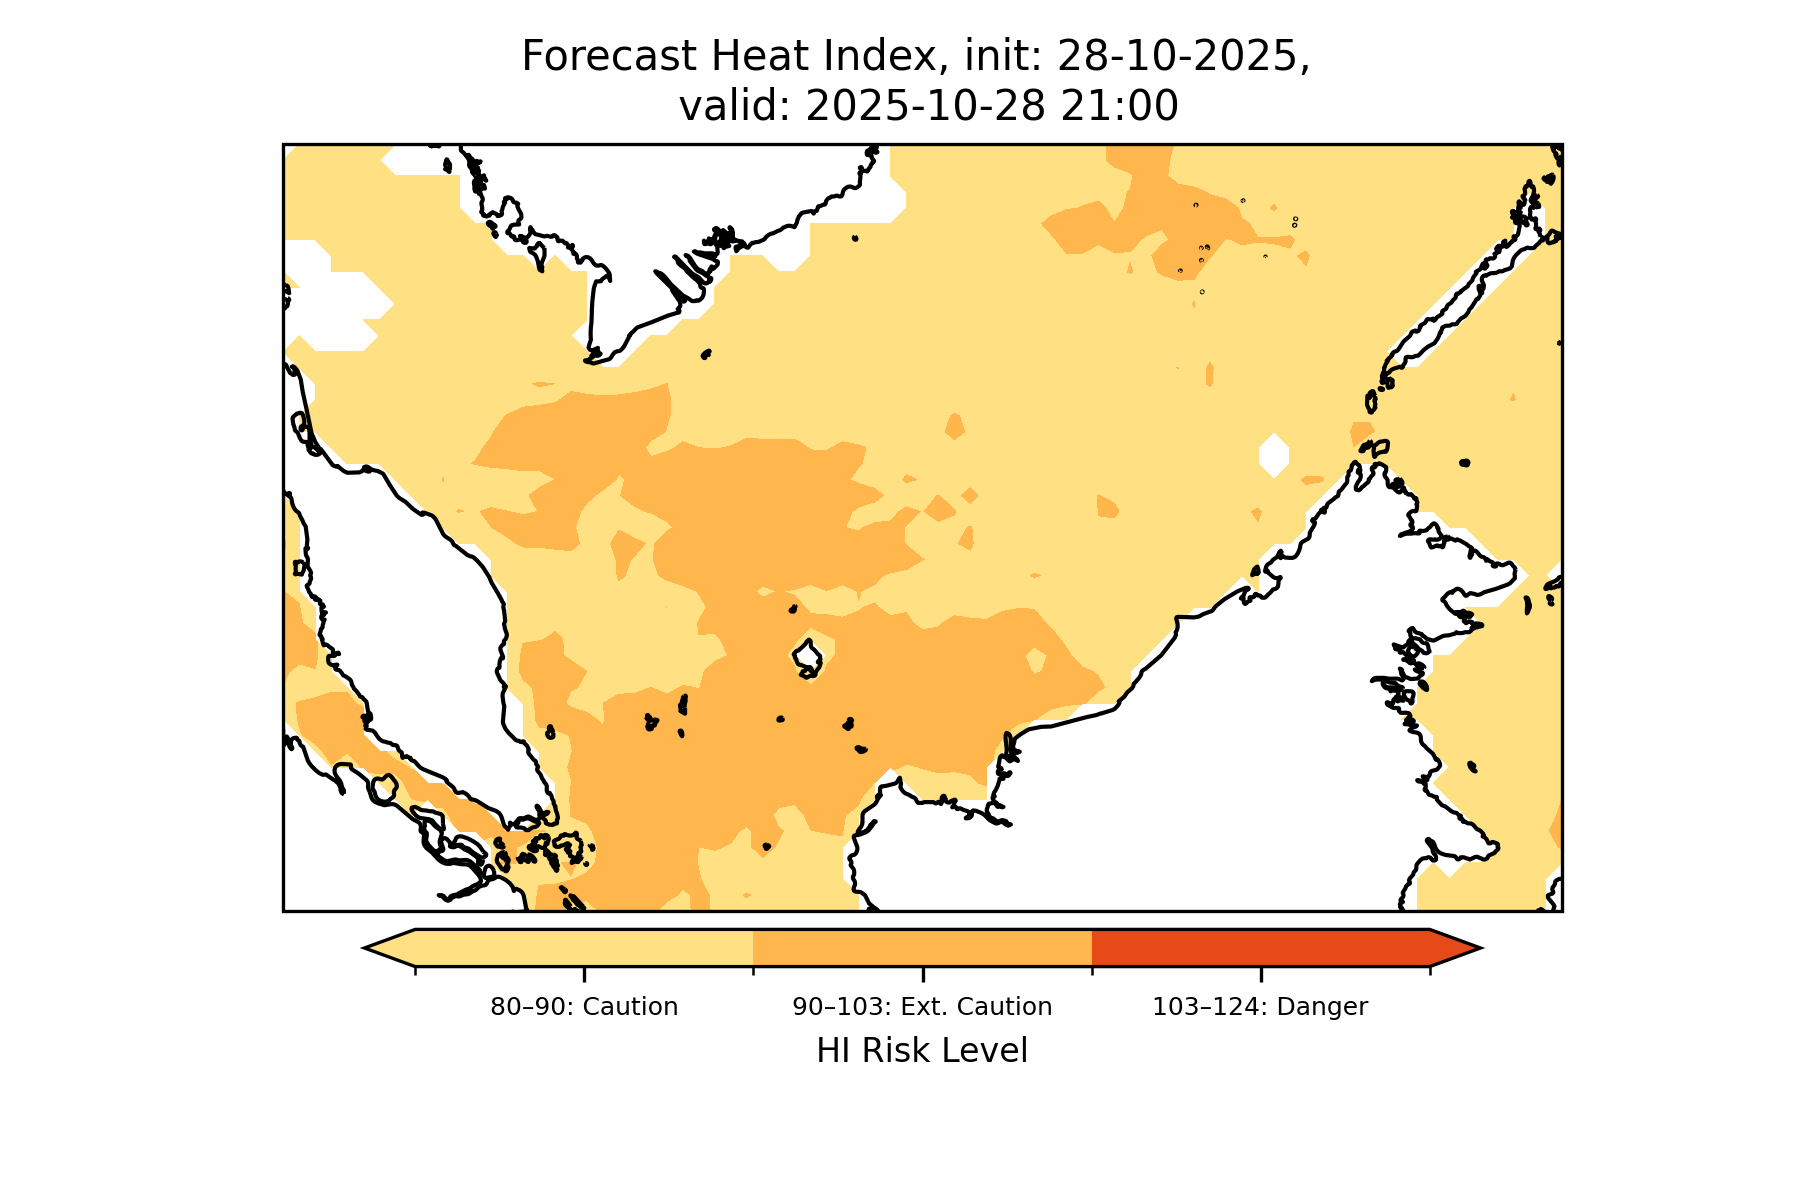 Forecast Heat Index, init: 28-10-2025,
valid: 2025-10-28 21:00
80–90: Caution
90–103: Ext. Caution
103–124: Danger
HI Risk Level